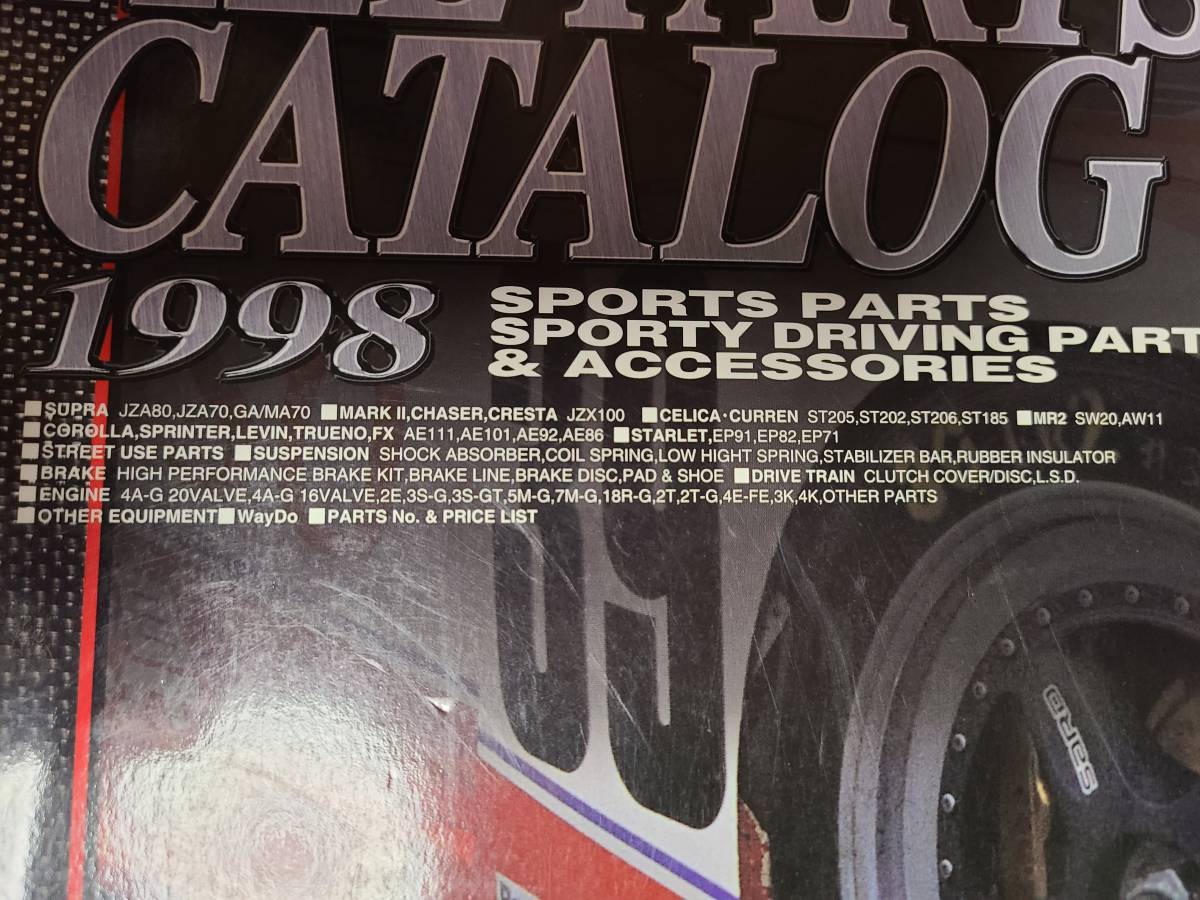 CATALOG
1998
SPORTS PARTS
SPORTY DRIVING PART
& ACCESSORIES
■SUPRA JZA80,JZA70,GA/MA70 ■MARK II,CHASER,CRESTA JZX100 ■CELICA・CURREN ST205,ST202,ST206,ST185 ■MR2 SW20,AW11
■COROLLA,SPRINTER,LEVIN,TRUENO,FX AE111,AE101,AE92,AE86 ■STARLET,EP91,EP82,EP71
■STREET USE PARTS ■SUSPENSION SHOCK ABSORBER,COIL SPRING,LOW HIGHT SPRING,STABILIZER BAR,RUBBER INSULATOR
■BRAKE HIGH PERFORMANCE BRAKE KIT,BRAKE LINE,BRAKE DISC,PAD & SHOE ■DRIVE TRAIN CLUTCH COVER/DISC,L.S.D.
■ENGINE 4A-G 20VALVE,4A-G 16VALVE,2E,3S-G,3S-GT,5M-G,7M-G,18R-G,2T,2T-G,4E-FE,3K,4K,OTHER PARTS
■OTHER EQUIPMENT■WayDo ■PARTS No. & PRICE LIST
SARD